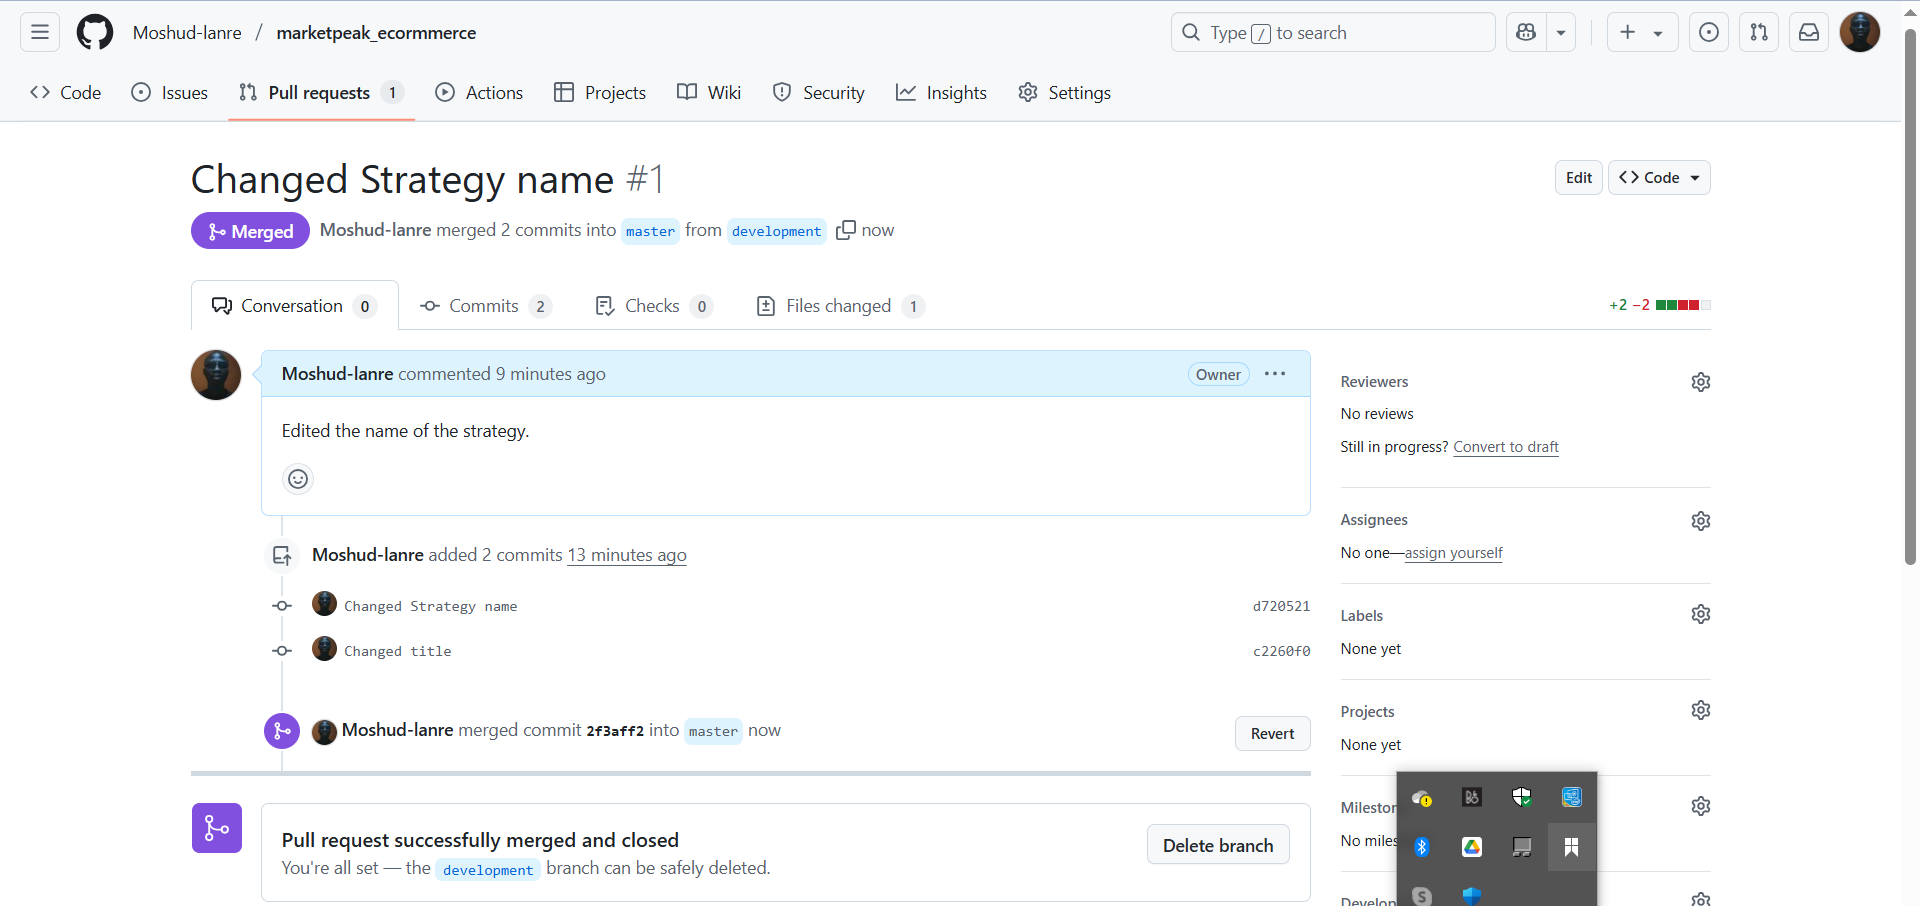 Moshud-lanre / marketpeak_ecormmerce
Type / to search
Code Issues Pull requests 1 Actions Projects Wiki Security Insights Settings
Changed Strategy name #1
Edit Code
Merged Moshud-lanre merged 2 commits into master from development now
Conversation 0 Commits 2 Checks 0 Files changed 1
+2 −2
Moshud-lanre commented 9 minutes ago
Owner
Edited the name of the strategy.
Moshud-lanre added 2 commits 13 minutes ago
Changed Strategy name d720521
Changed title c2260f0
Moshud-lanre merged commit 2f3aff2 into master now
Revert
Pull request successfully merged and closed
You're all set — the development branch can be safely deleted.
Delete branch
Reviewers
No reviews
Still in progress? Convert to draft
Assignees
No one—assign yourself
Labels
None yet
Projects
None yet
Mileston
No miles
Develop